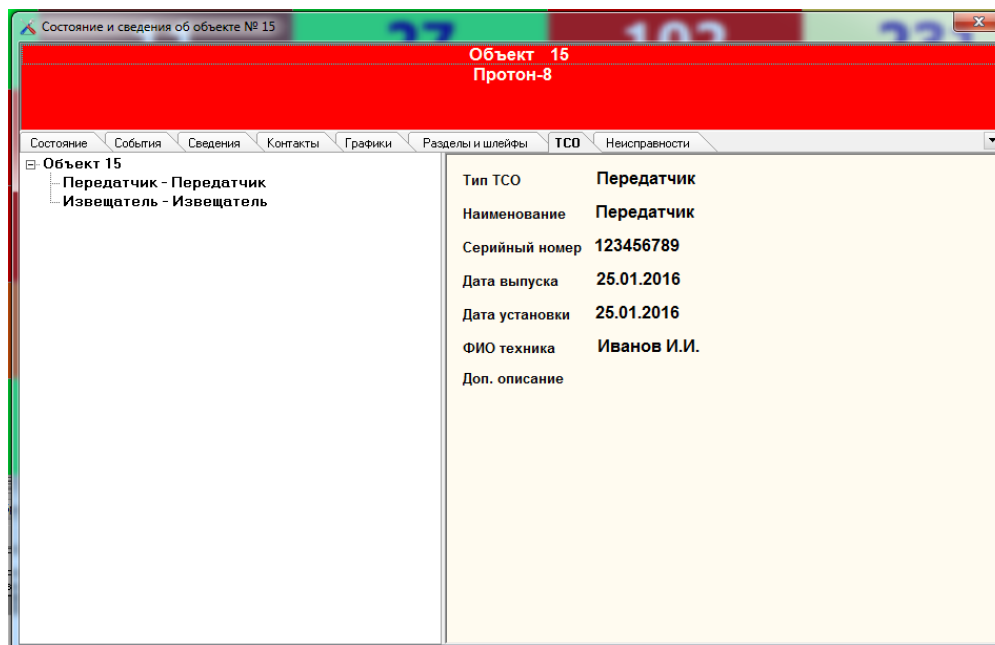 Состояние и сведения об объекте № 15
Объект 15
Протон-8
Состояние События Сведения Контакты Графики Разделы и шлейфы ТСО Неисправности
Объект 15
Передатчик - Передатчик
Извещатель - Извещатель
Тип ТСО Передатчик
Наименование Передатчик
Серийный номер 123456789
Дата выпуска 25.01.2016
Дата установки 25.01.2016
ФИО техника Иванов И.И.
Доп. описание